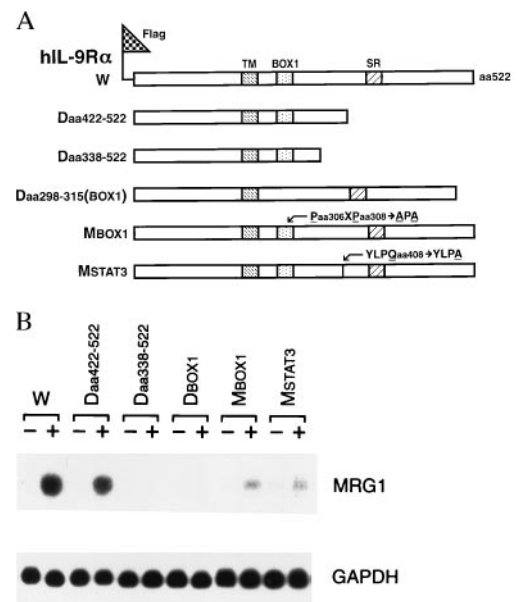 A
Flag
hIL-9Rα
TM BOX1 SR
W aa522
Daa422-522
Daa338-522
Daa298-315(BOX1)
Paa306XPaa308→APA
MBOX1
YLPQaa408→YLPA
MSTAT3
B
W Daa422-522 Daa338-522 DBOX1 MBOX1 MSTAT3
- + - + - + - + - + - +
MRG1
GAPDH